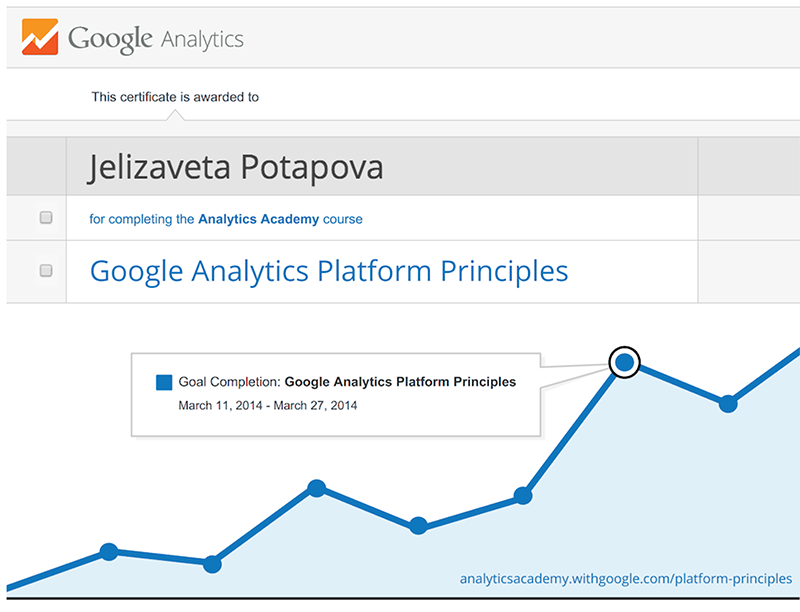 Google Analytics
This certificate is awarded to
Jelizaveta Potapova
for completing the Analytics Academy course
Google Analytics Platform Principles
Goal Completion: Google Analytics Platform Principles
March 11, 2014 - March 27, 2014
analyticsacademy.withgoogle.com/platform-principles